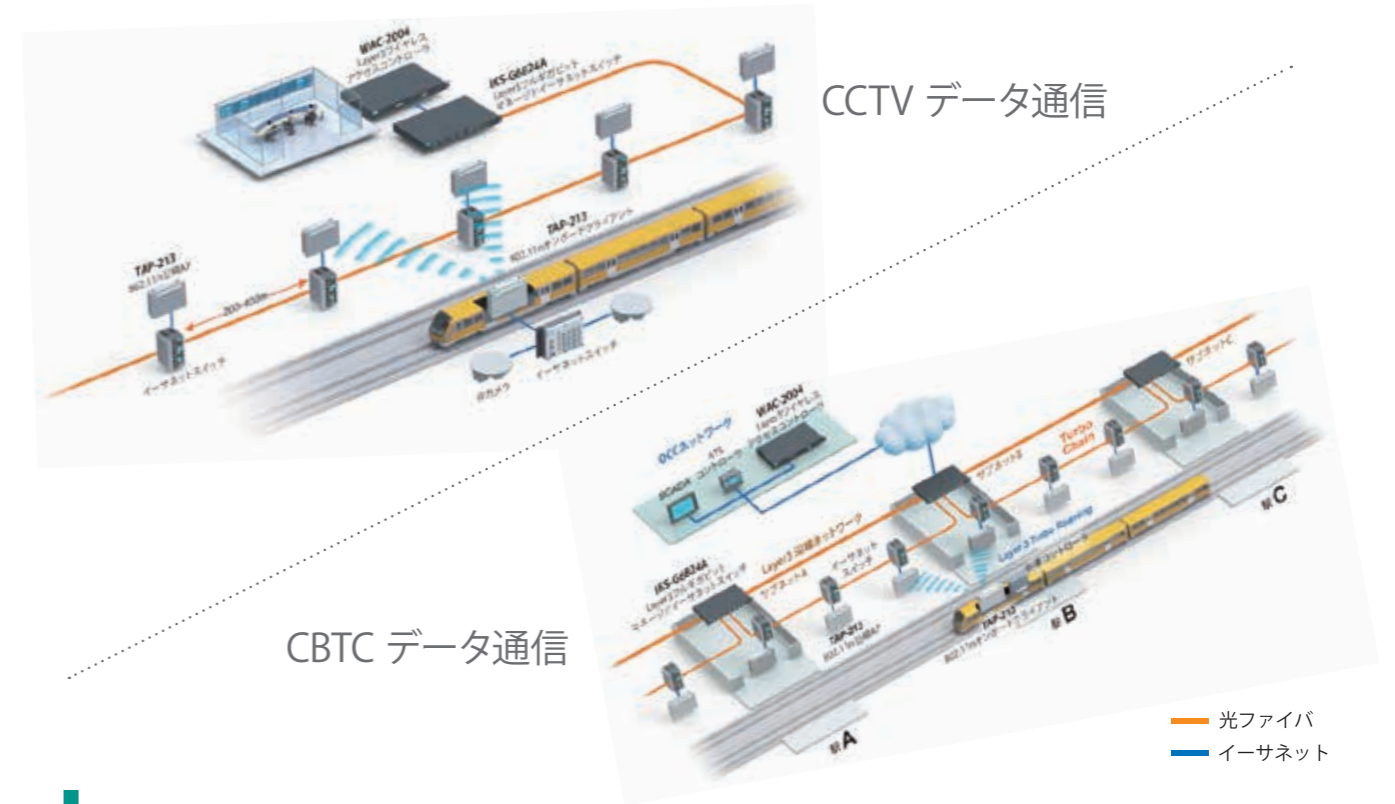 WAC-2004
Layer3ワイヤレス
アクセスコントローラ
IKS-G6824A
Layer3フルギガビット
マネージドイーサネットスイッチ
CCTV データ通信
TAP-213
802.11nオンボードクライアント
TAP-213
802.11n沿線AP
イーサネットスイッチ
イーサネットスイッチ
IPカメラ
OCCネットワーク
SCADA
ATS
コントローラ
WAC-2004
Layer3ワイヤレス
アクセスコントローラ
サブネットC
Turbo
Chain
サブネットB
Layer 3 Turbo Roaming
Layer3 沿線ネットワーク
イーサネット
スイッチ
IKS-G6824A
Layer3フルギガビット
マネージドイーサネットスイッチ
サブネットA
TAP-213
802.11n沿線AP
TAP-213
802.11nオンボードクライアント
駅 C
駅 B
駅 A
CBTC データ通信
光ファイバ
イーサネット